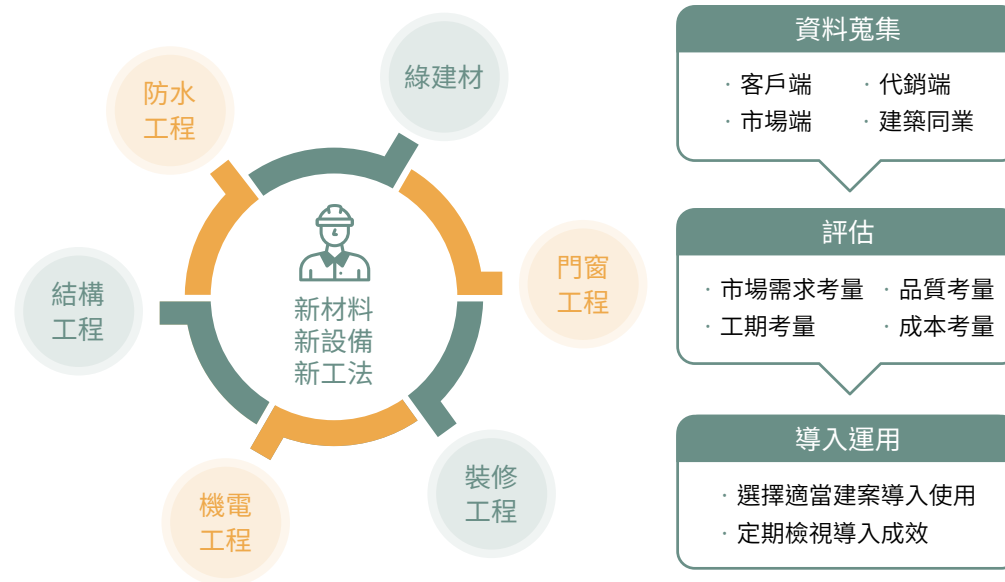 綠建材
防水
工程
門窗
工程
結構
工程
新材料
新設備
新工法
裝修
工程
機電
工程
資料蒐集
· 客戶端 · 代銷端
· 市場端 · 建築同業
評估
· 市場需求考量 · 品質考量
· 工期考量 · 成本考量
導入運用
· 選擇適當建案導入使用
· 定期檢視導入成效